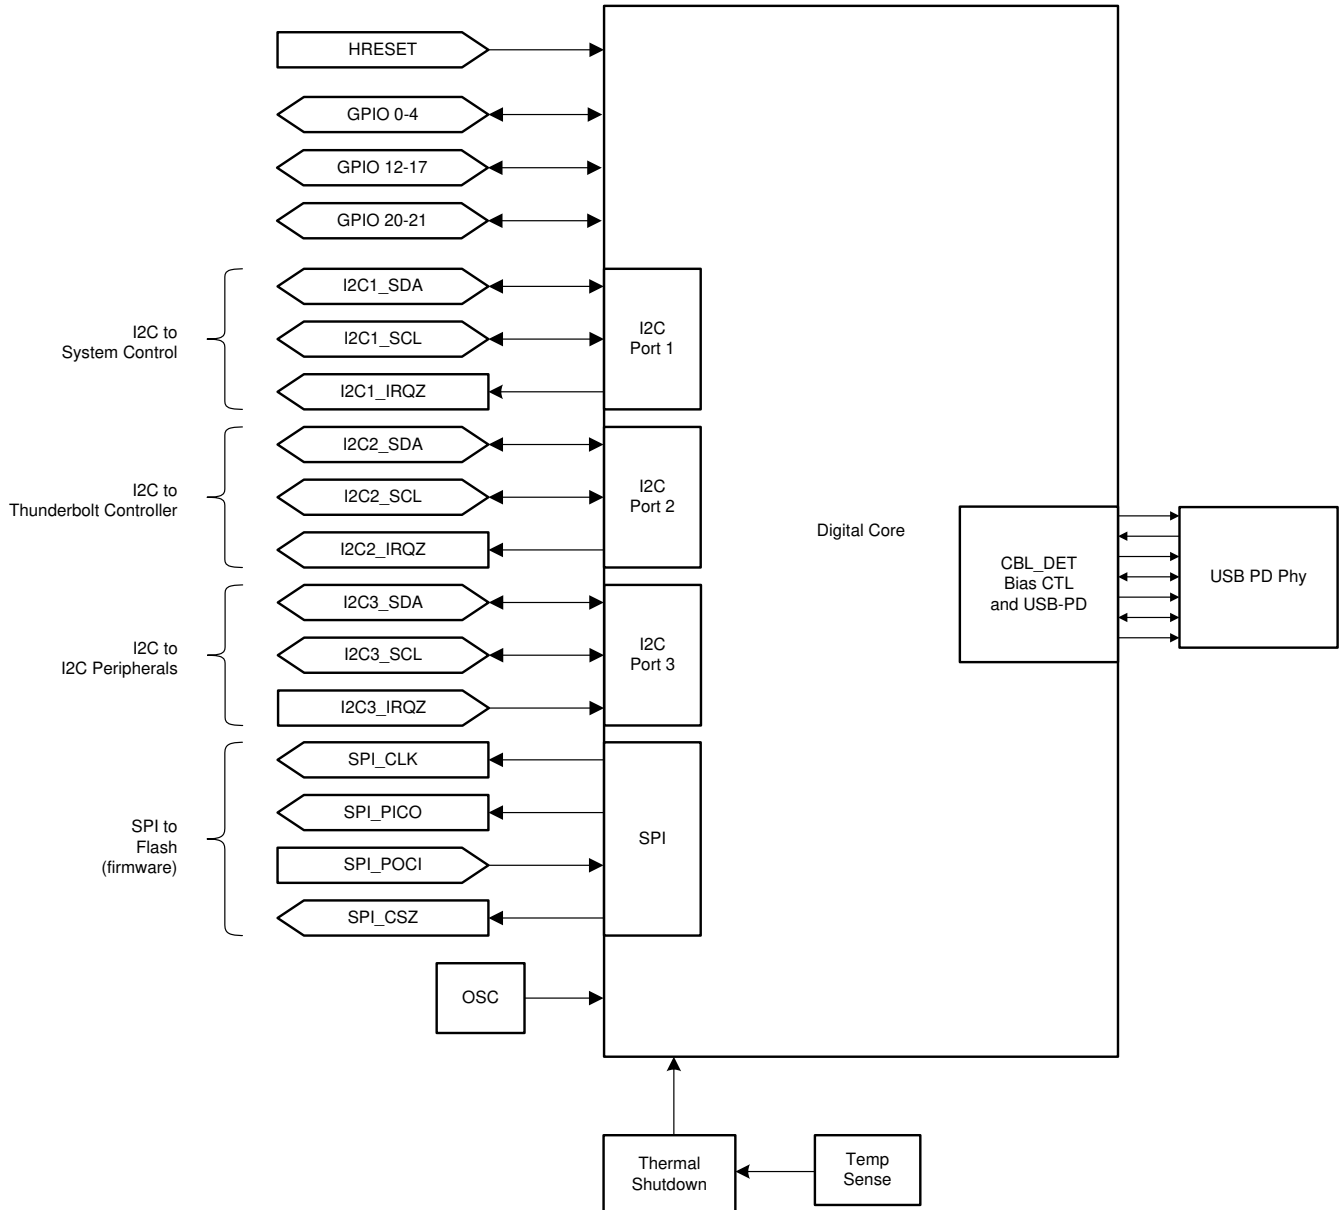 HRESET
GPIO 0-4
GPIO 12-17
GPIO 20-21
I2C to
System Control
I2C1_SDA
I2C1_SCL
I2C1_IRQZ
I2C
Port 1
I2C to
Thunderbolt Controller
I2C2_SDA
I2C2_SCL
I2C2_IRQZ
I2C
Port 2
Digital Core
CBL_DET
Bias CTL
and USB-PD
USB PD Phy
I2C to
I2C Peripherals
I2C3_SDA
I2C3_SCL
I2C3_IRQZ
I2C
Port 3
SPI to
Flash
(firmware)
SPI_CLK
SPI_PICO
SPI_POCI
SPI_CSZ
SPI
OSC
Thermal
Shutdown
Temp
Sense